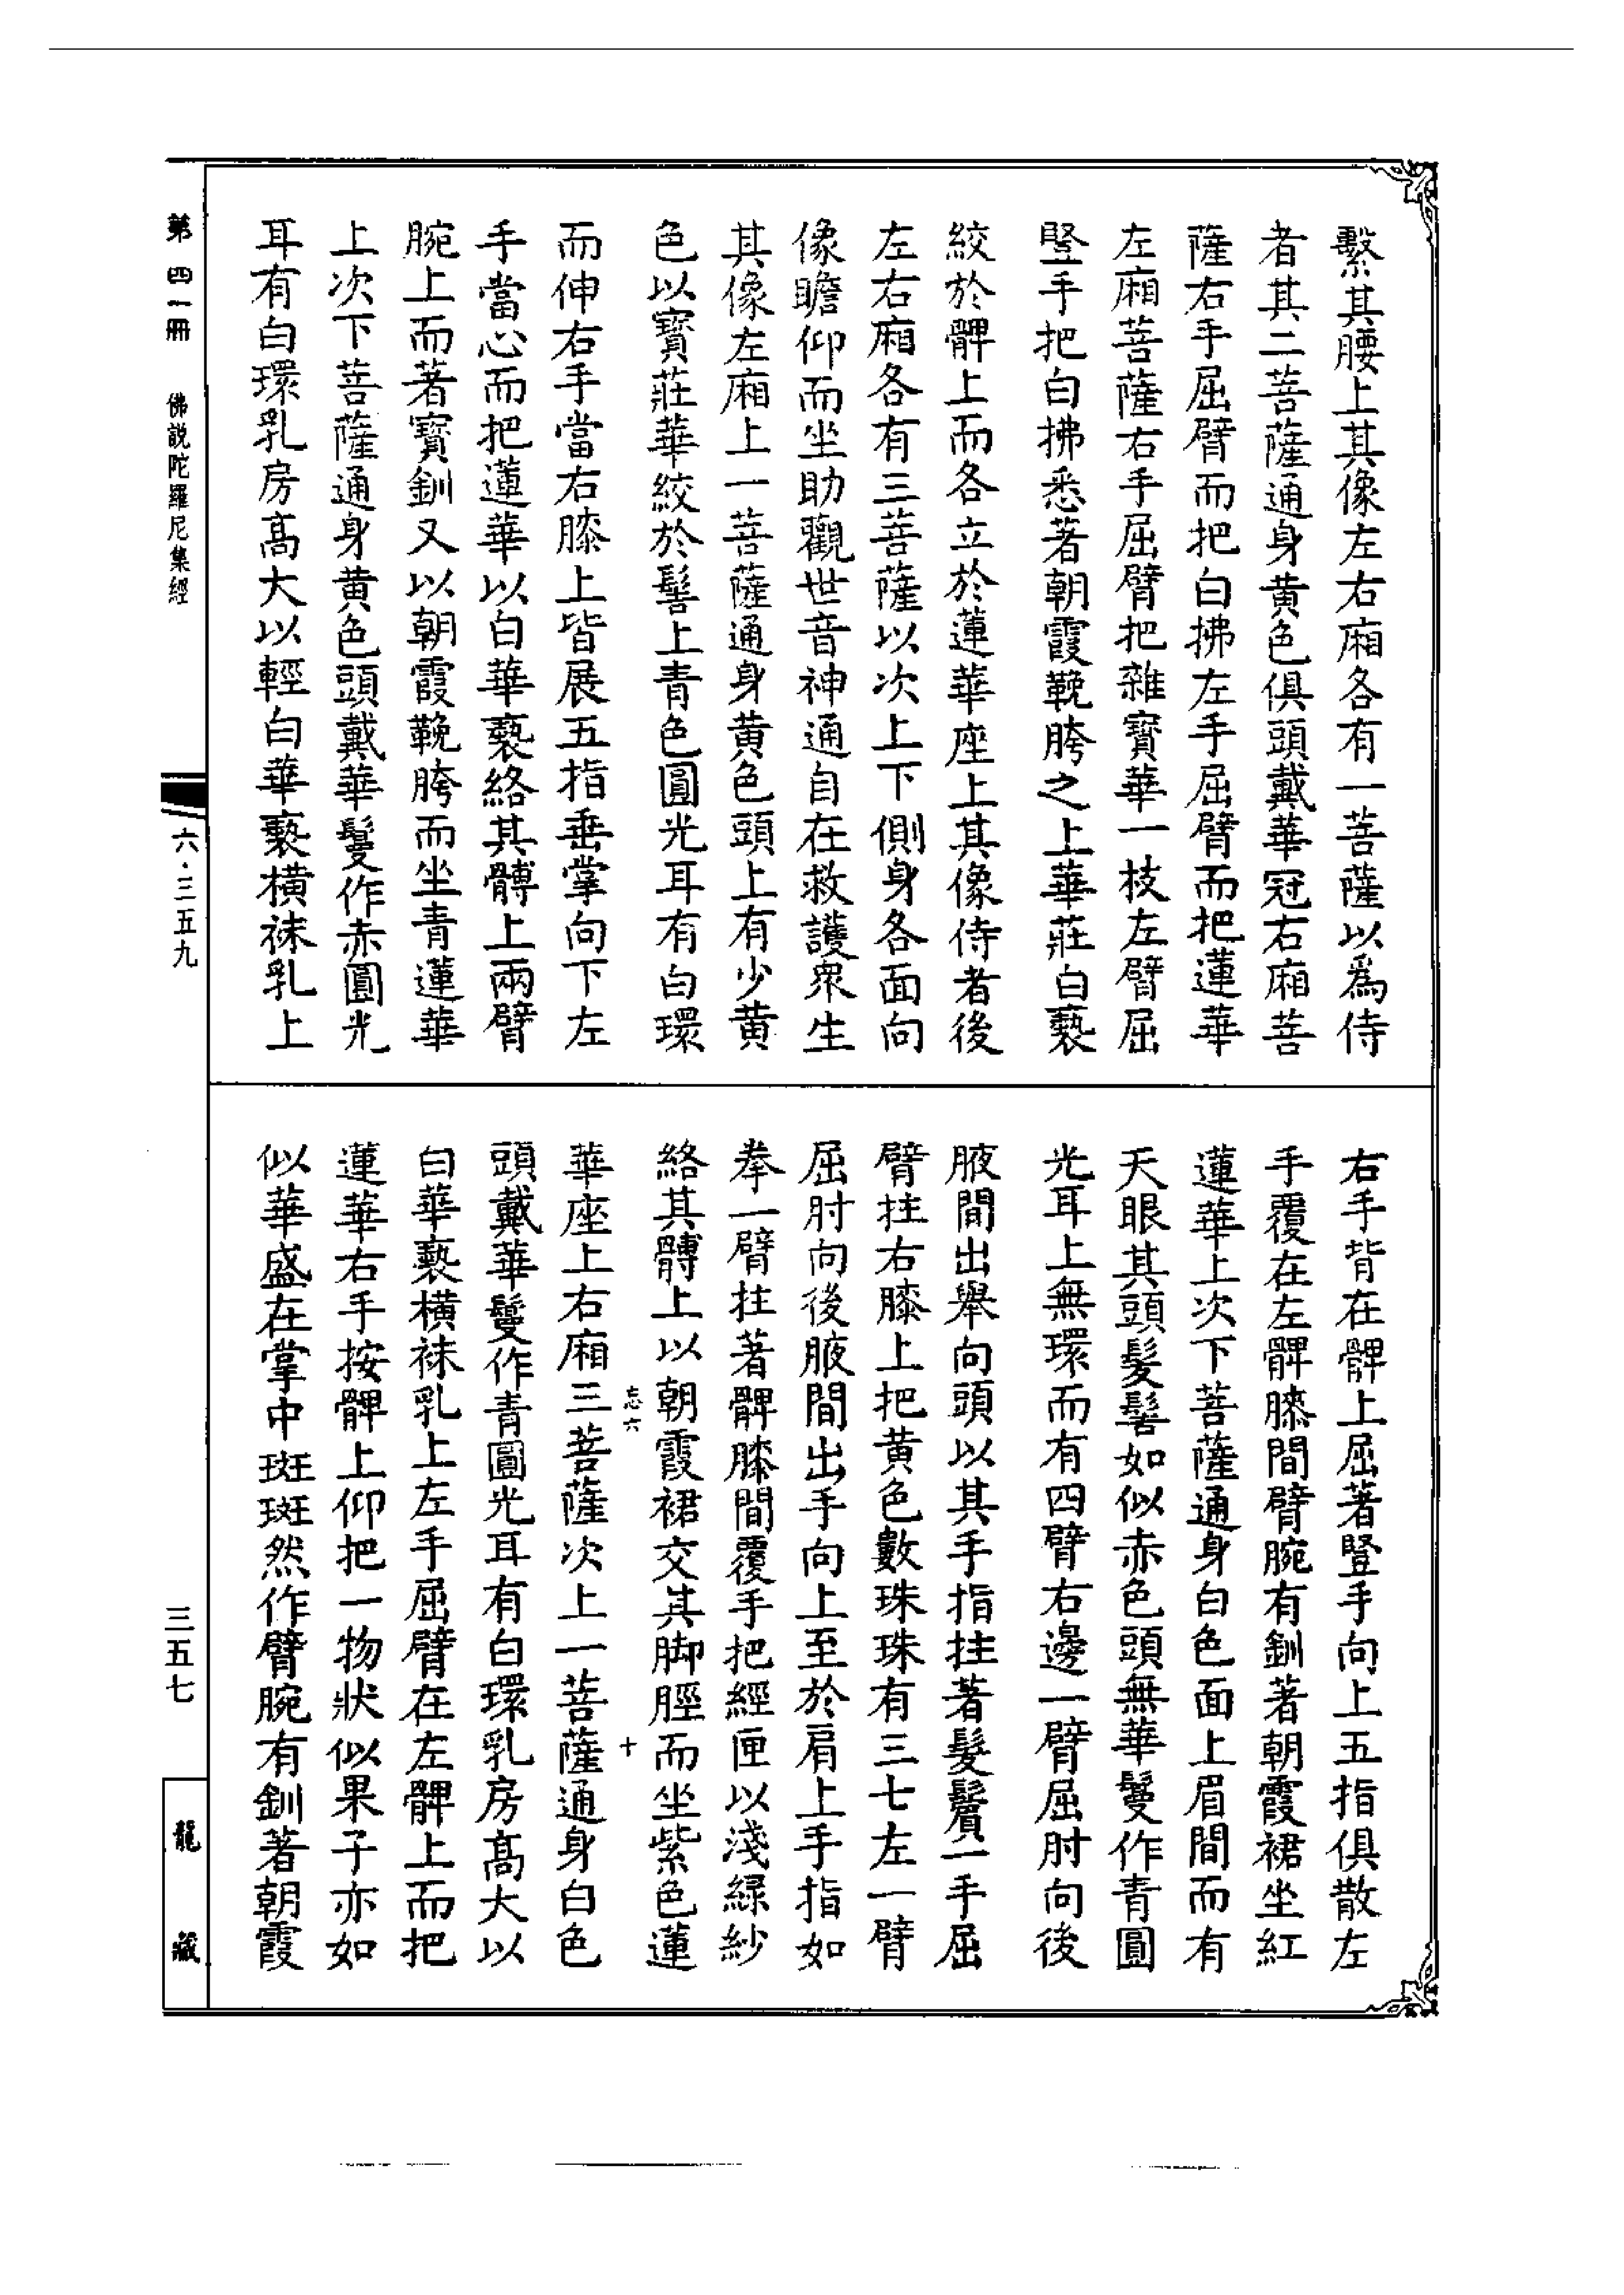 繫其腰上其像左右廂各有一菩薩以爲侍
者其二菩薩通身黄色俱頭戴華冠右廂菩
薩右手屈臂而把白拂左手屈臂而把蓮華
左廂菩薩右手屈臂把雜寳華一枝左臂屈
豎手把白拂悉著朝霞鞔胯之上華莊白㲲
絞於髀上而各立於蓮華座上其像侍者後
左右廂各有三菩薩以次上下側身各面向
像瞻仰而坐助觀世音神通自在救護衆生
其像左廂上一菩薩通身黄色頭上有少黄
色以寳莊華絞於髻上青色圓光耳有白環
而伸右手當右膝上皆展五指垂掌向下左
手當心而把蓮華以白華㲲絡其髆上兩臂
腕上而著寳釧又以朝霞鞔胯而坐青蓮華
上次下菩薩通身黄色頭戴華鬘作赤圓光
耳有白環乳房高大以輕白華㲲橫袜乳上
右手背在髀上屈著豎手向上五指俱散左
手覆在左髀膝間臂腕有釧著朝霞裙坐紅
蓮華上次下菩薩通身白色面上眉間而有
天眼其頭髮髻如似赤色頭無華鬘作青圓
光耳上無環而有四臂右邊一臂屈肘向後
腋間出舉向頭以其手指拄著髮鬢一手屈
臂拄右膝上把黄色數珠珠有三七左一臂
屈肘向後腋間出手向上至於肩上手指如
拳一臂拄著髀膝間覆手把經匣以淺緑紗
絡其髆上以朝霞裙交其脚脛而坐紫色蓮
忘六 十
華座上右廂三菩薩次上一菩薩通身白色
頭戴華鬘作青圓光耳有白環乳房高大以
白華㲲橫袜乳上左手屈臂在左髀上而把
蓮華右手按髀上仰把一物狀似果子亦如
似華盛在掌中斑斑然作臂腕有釧著朝霞
第四一冊 佛説陀羅尼集經
六·三五九
三五七
龍藏